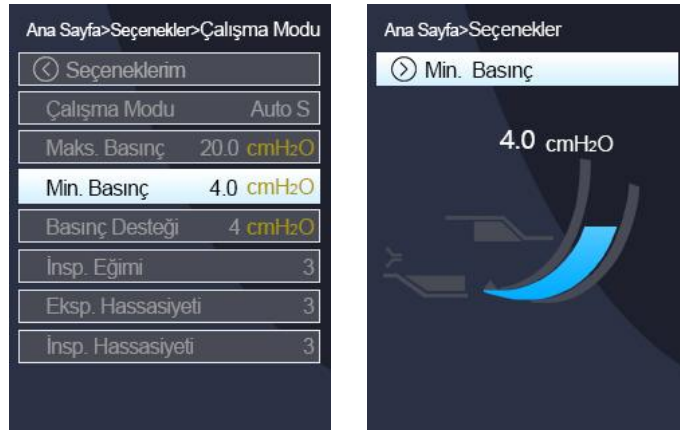 Ana Sayfa>Seçenekler>Çalışma Modu
Seçeneklerim
Çalışma Modu Auto S
Maks. Basınç 20.0 cmH2O
Min. Basınç 4.0 cmH2O
Basınç Desteği 4 cmH2O
İnsp. Eğimi 3
Eksp. Hassasiyeti 3
İnsp. Hassasiyeti 3
Ana Sayfa>Seçenekler
Min. Basınç
4.0 cmH2O